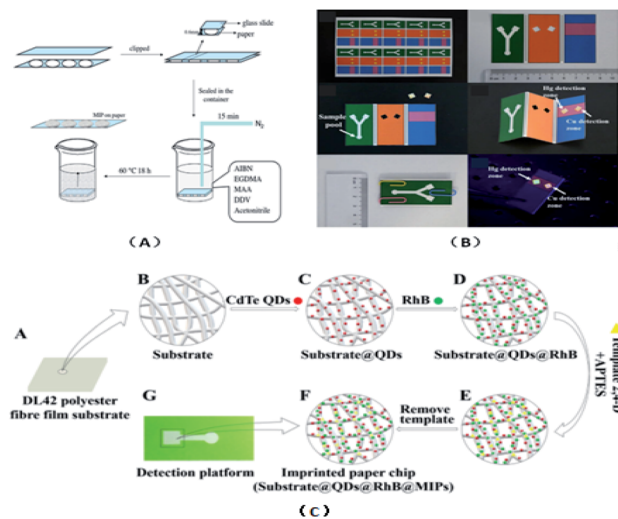 (A)
0.4mm
glass slide
paper
clipped
Sealed in the
container
MIP on paper
15 min
N2
60 °C 18 h
AIBN
EGDMA
MAA
DDV
Acetonitrile
(B)
Sample
pool
Hg detection
zone
Cu detection
zone
Hg detection
zone
Cu detection
zone
A
DL42 polyester
fibre film substrate
B
Substrate
CdTe QDs
C
Substrate@QDs
RhB
D
Substrate@QDs@RhB
+APTES
E
Remove
template
F
Imprinted paper chip
(Substrate@QDs@RhB@MIPs)
G
Detection platform
(C)